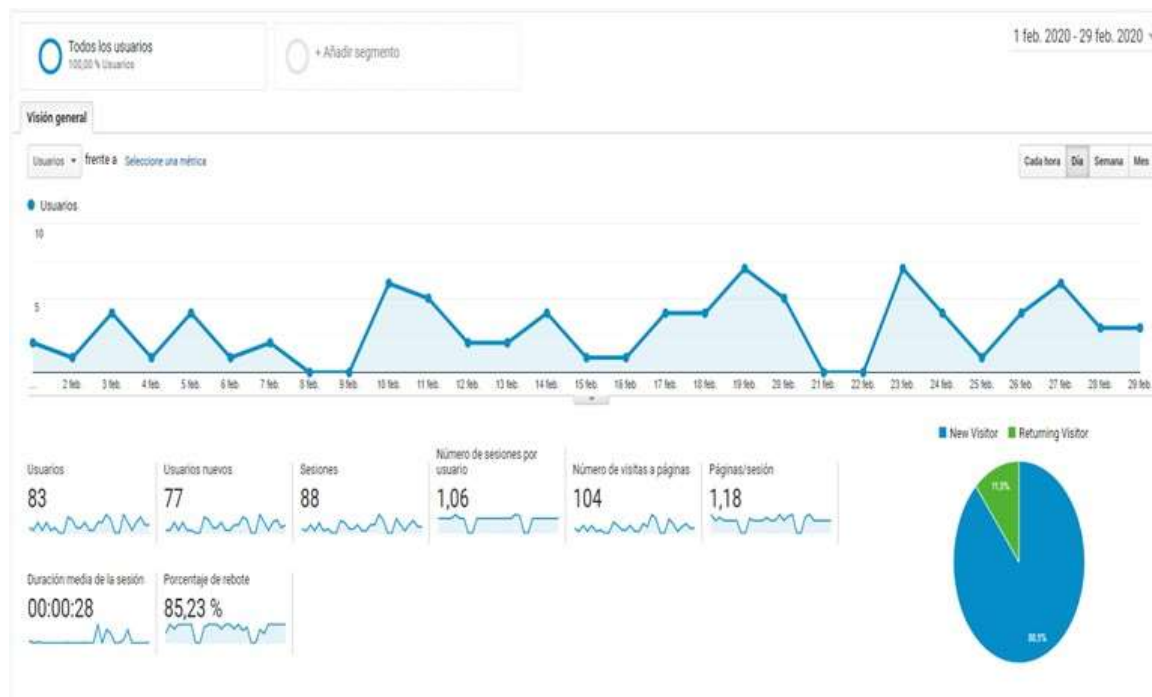 Todos los usuarios
100,00 % Usuarios
+ Añadir segmento
1 feb. 2020 - 29 feb. 2020
Visión general
Usuarios frente a Seleccione una métrica
Cada hora Día Semana Mes
Usuarios
10
5
... 2 feb. 3 feb. 4 feb. 5 feb. 6 feb. 7 feb. 8 feb. 9 feb. 10 feb. 11 feb. 12 feb. 13 feb. 14 feb. 15 feb. 16 feb. 17 feb. 18 feb. 19 feb. 20 feb. 21 feb. 22 feb. 23 feb. 24 feb. 25 feb. 26 feb. 27 feb. 28 feb. 29 feb.
New Visitor Returning Visitor
Usuarios
83
Usuarios nuevos
77
Sesiones
88
Número de sesiones por
usuario
1,06
Número de visitas a páginas
104
Páginas/sesión
1,18
Duración media de la sesión
00:00:28
Porcentaje de rebote
85,23 %